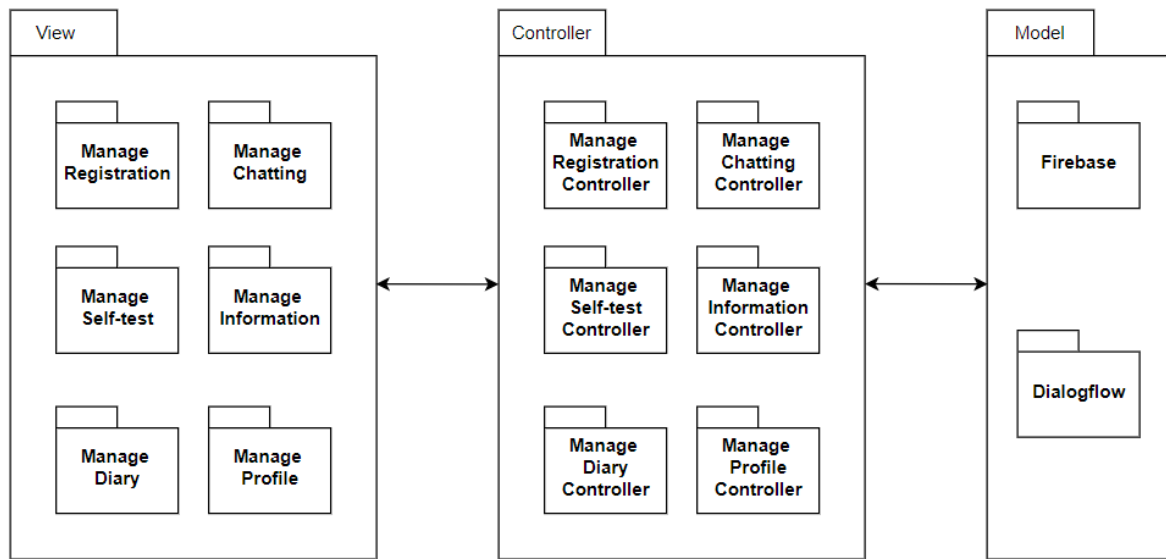 View
Manage
Registration
Manage
Chatting
Manage
Self-test
Manage
Information
Manage
Diary
Manage
Profile
Controller
Manage
Registration
Controller
Manage
Chatting
Controller
Manage
Self-test
Controller
Manage
Information
Controller
Manage
Diary
Controller
Manage
Profile
Controller
Model
Firebase
Dialogflow